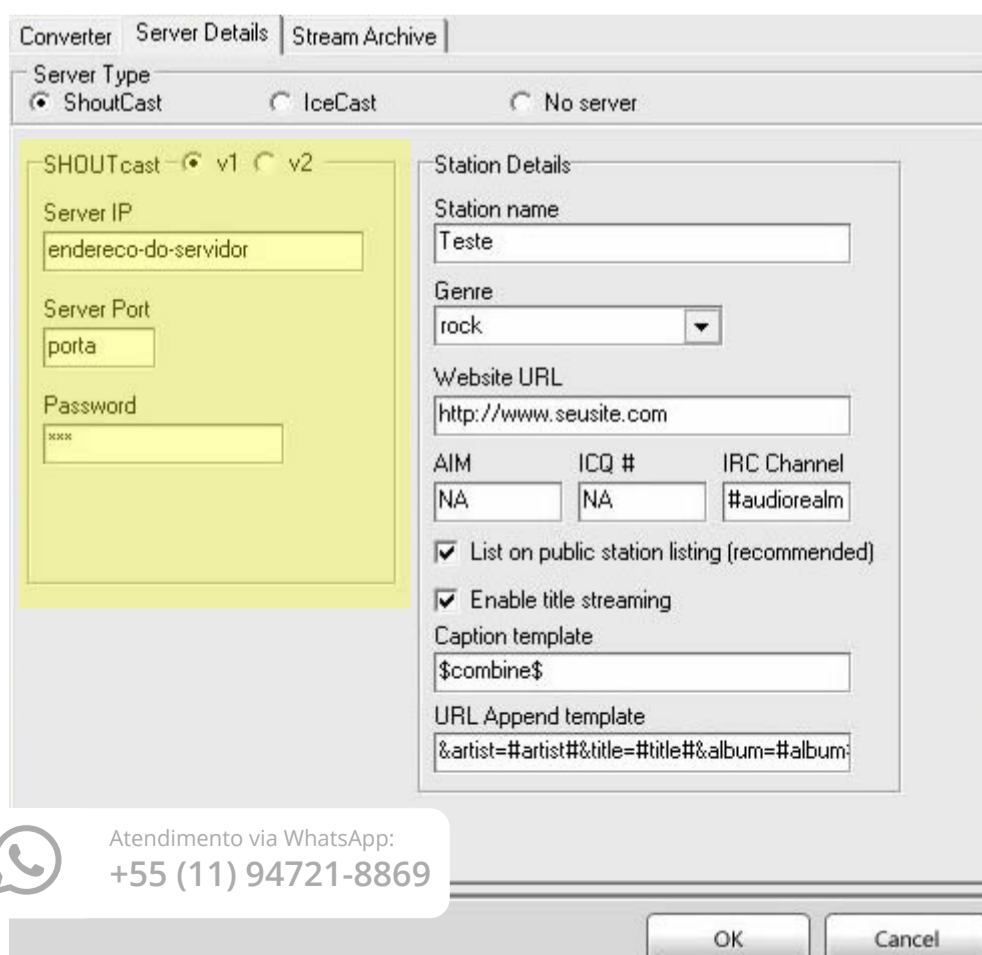 Converter Server Details Stream Archive
Server Type
ShoutCast IceCast No server
SHOUTcast v1 v2
Server IP
endereco-do-servidor
Server Port
porta
Password
×××
Station Details
Station name
Teste
Genre
rock
Website URL
http://www.seusite.com
AIM ICQ # IRC Channel
NA NA #audiorealm
List on public station listing (recommended)
Enable title streaming
Caption template
$combine$
URL Append template
&artist=#artist#&title=#title#&album=#album
Atendimento via WhatsApp:
+55 (11) 94721-8869
OK Cancel